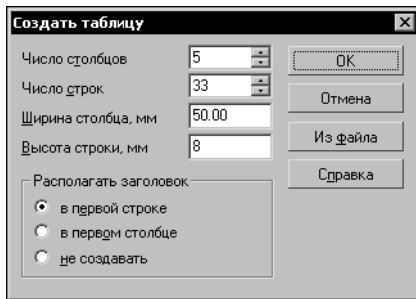 Создать таблицу
Число столбцов 5
Число строк 33
Ширина столбца, мм 50.00
Высота строки, мм 8
Располагать заголовок
в первой строке
в первом столбце
не создавать
OK
Отмена
Из файла
Справка